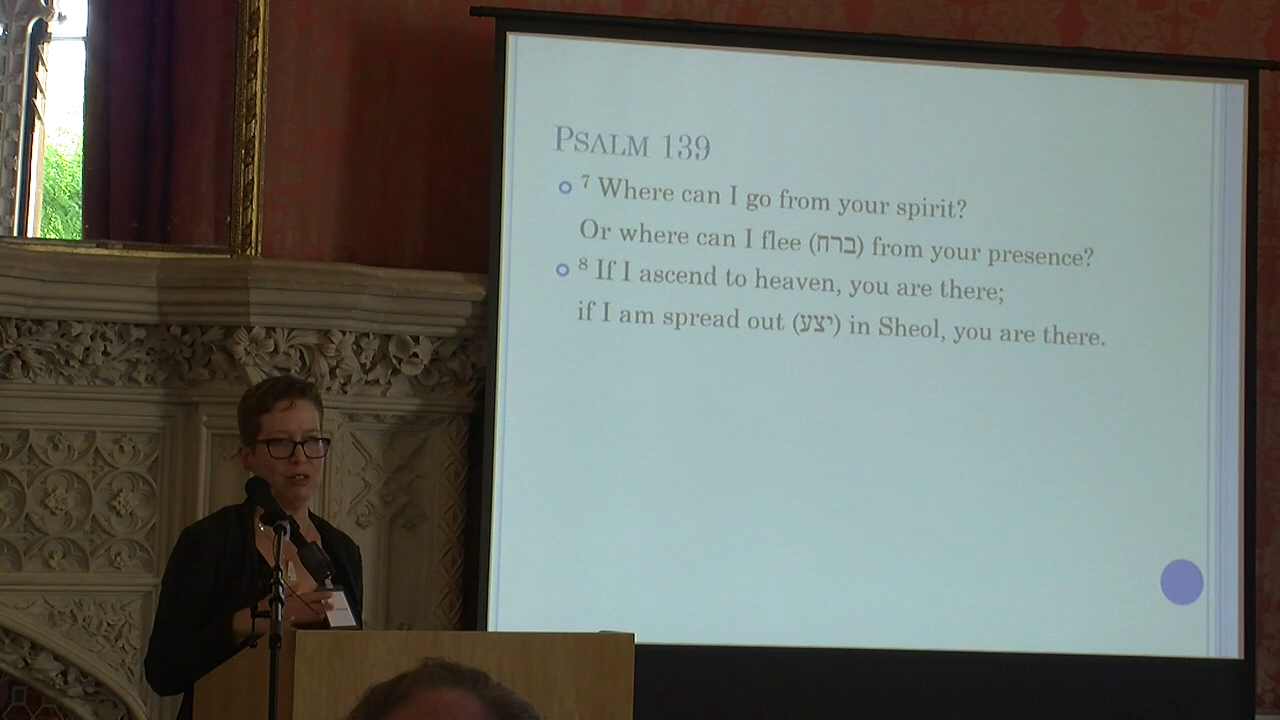 PSALM 139
7 Where can I go from your spirit?
Or where can I flee (ברח) from your presence?
8 If I ascend to heaven, you are there;
if I am spread out (יצע) in Sheol, you are there.